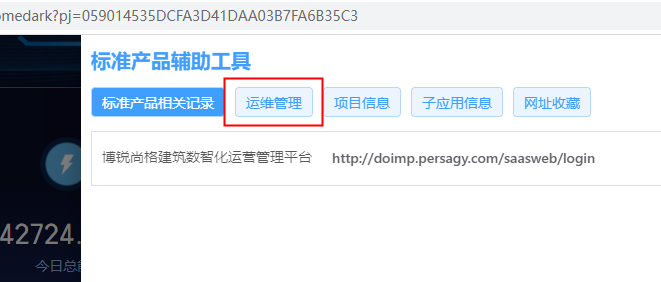 omedark?pj=059014535DCFA3D41DAA03B7FA6B35C3
标准产品辅助工具
标准产品相关记录 运维管理 项目信息 子应用信息 网址收藏
博锐尚格建筑数智化运营管理平台 http://doimp.persagy.com/saasweb/login
42724.
今日总